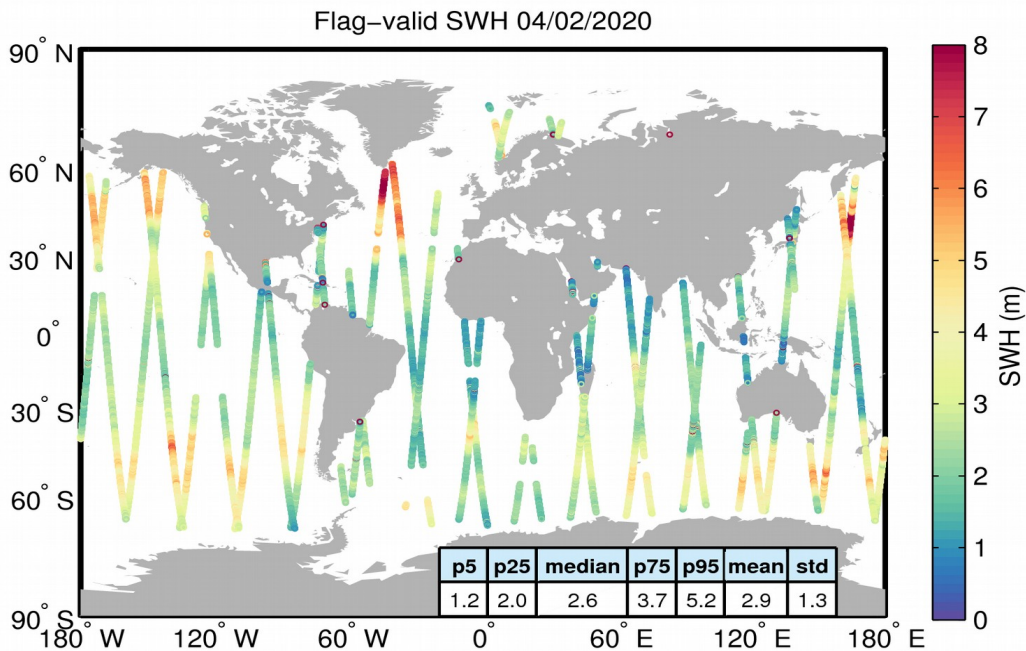 Flag–valid SWH 04/02/2020
90° N
60° N
30° N
0°
30° S
60° S
90° S
180° W
120° W
60° W
0°
60° E
120° E
180° E
8
7
6
5
4
3
2
1
0
SWH (m)
p5 p25 median p75 p95 mean std
1.2 2.0 2.6 3.7 5.2 2.9 1.3